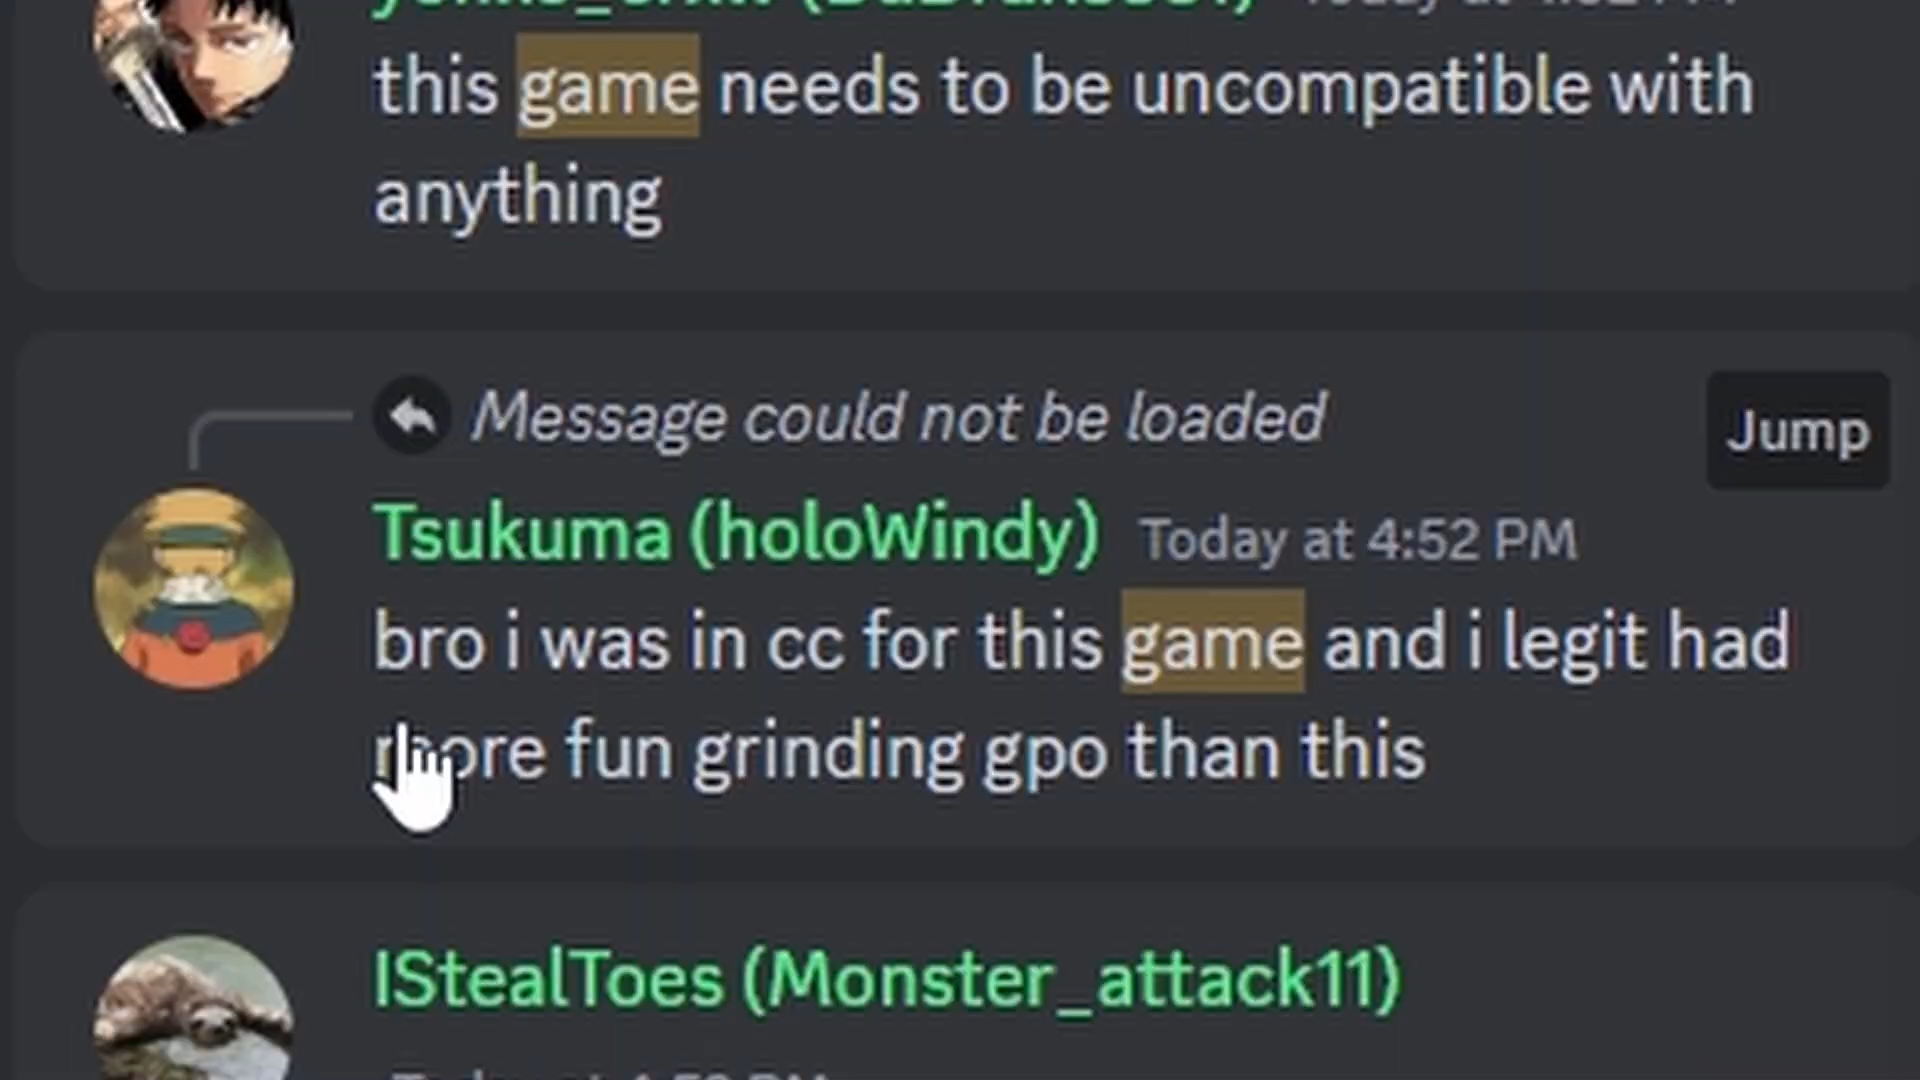 this game needs to be uncompatible with
anything
Message could not be loaded
Jump
Tsukuma (holoWindy) Today at 4:52 PM
bro i was in cc for this game and i legit had
more fun grinding gpo than this
IStealToes (Monster_attack11)